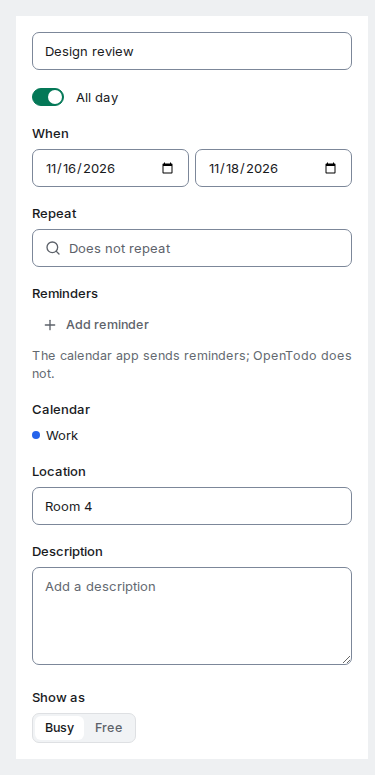 Design review
All day
When
11/16/2026
11/18/2026
Repeat
Does not repeat
Reminders
Add reminder
The calendar app sends reminders; OpenTodo does
not.
Calendar
Work
Location
Room 4
Description
Add a description
Show as
Busy Free